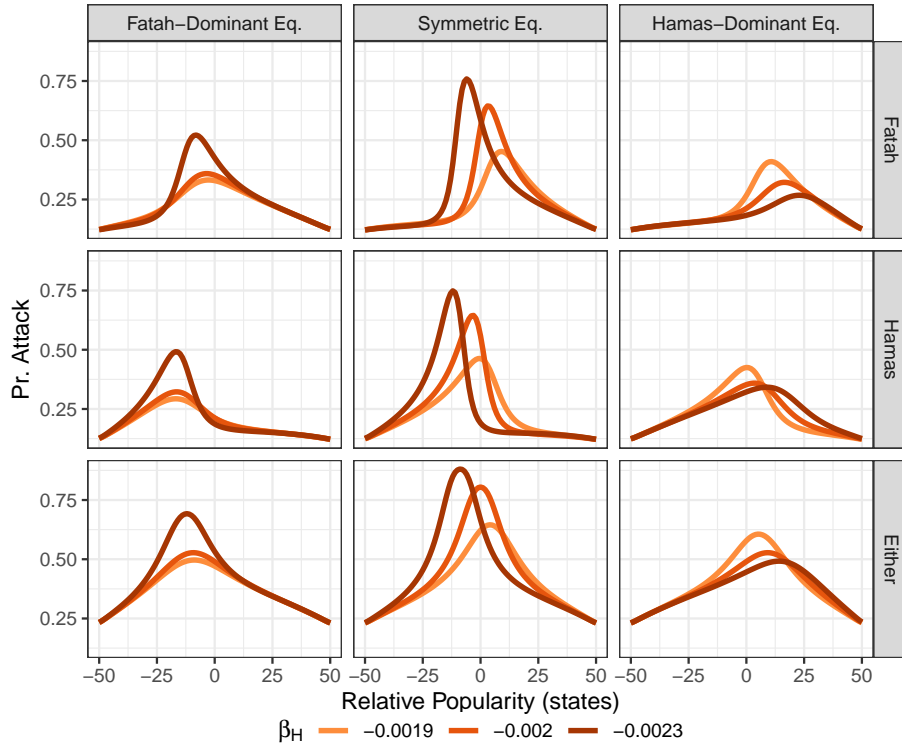 Fatah−Dominant Eq. Symmetric Eq. Hamas−Dominant Eq.
Pr. Attack
0.75
0.50
0.25
Fatah
0.75
0.50
0.25
Hamas
0.75
0.50
0.25
Either
−50 −25 0 25 50 −50 −25 0 25 50 −50 −25 0 25 50
Relative Popularity (states)
βH −0.0019 −0.002 −0.0023